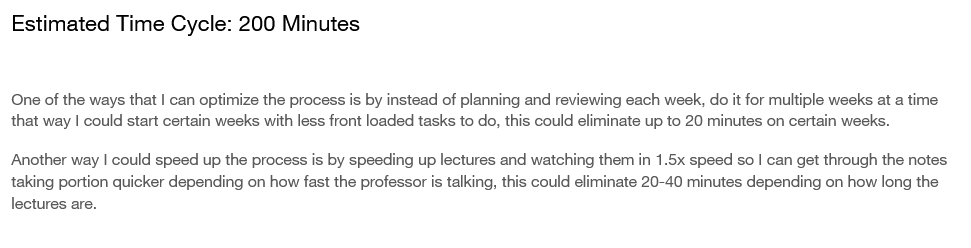 Estimated Time Cycle: 200 Minutes
One of the ways that I can optimize the process is by instead of planning and reviewing each week, do it for multiple weeks at a time
that way I could start certain weeks with less front loaded tasks to do, this could eliminate up to 20 minutes on certain weeks.
Another way I could speed up the process is by speeding up lectures and watching them in 1.5x speed so I can get through the notes
taking portion quicker depending on how fast the professor is talking, this could eliminate 20-40 minutes depending on how long the
lectures are.